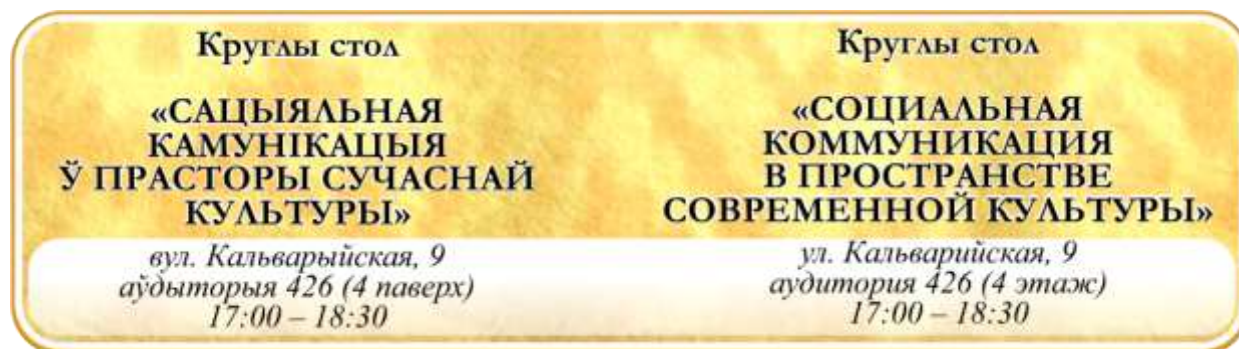 Круглы стол
«САЦЫЯЛЬНАЯ
КАМУНІКАЦЫЯ
Ў ПРАСТОРЫ СУЧАСНАЙ
КУЛЬТУРЫ»
вул. Кальварыйская, 9
аўдыторыя 426 (4 паверх)
17:00 – 18:30
Круглы стол
«СОЦИАЛЬНАЯ
КОММУНИКАЦИЯ
В ПРОСТРАНСТВЕ
СОВРЕМЕННОЙ КУЛЬТУРЫ»
ул. Кальварийская, 9
аудитория 426 (4 этаж)
17:00 – 18:30